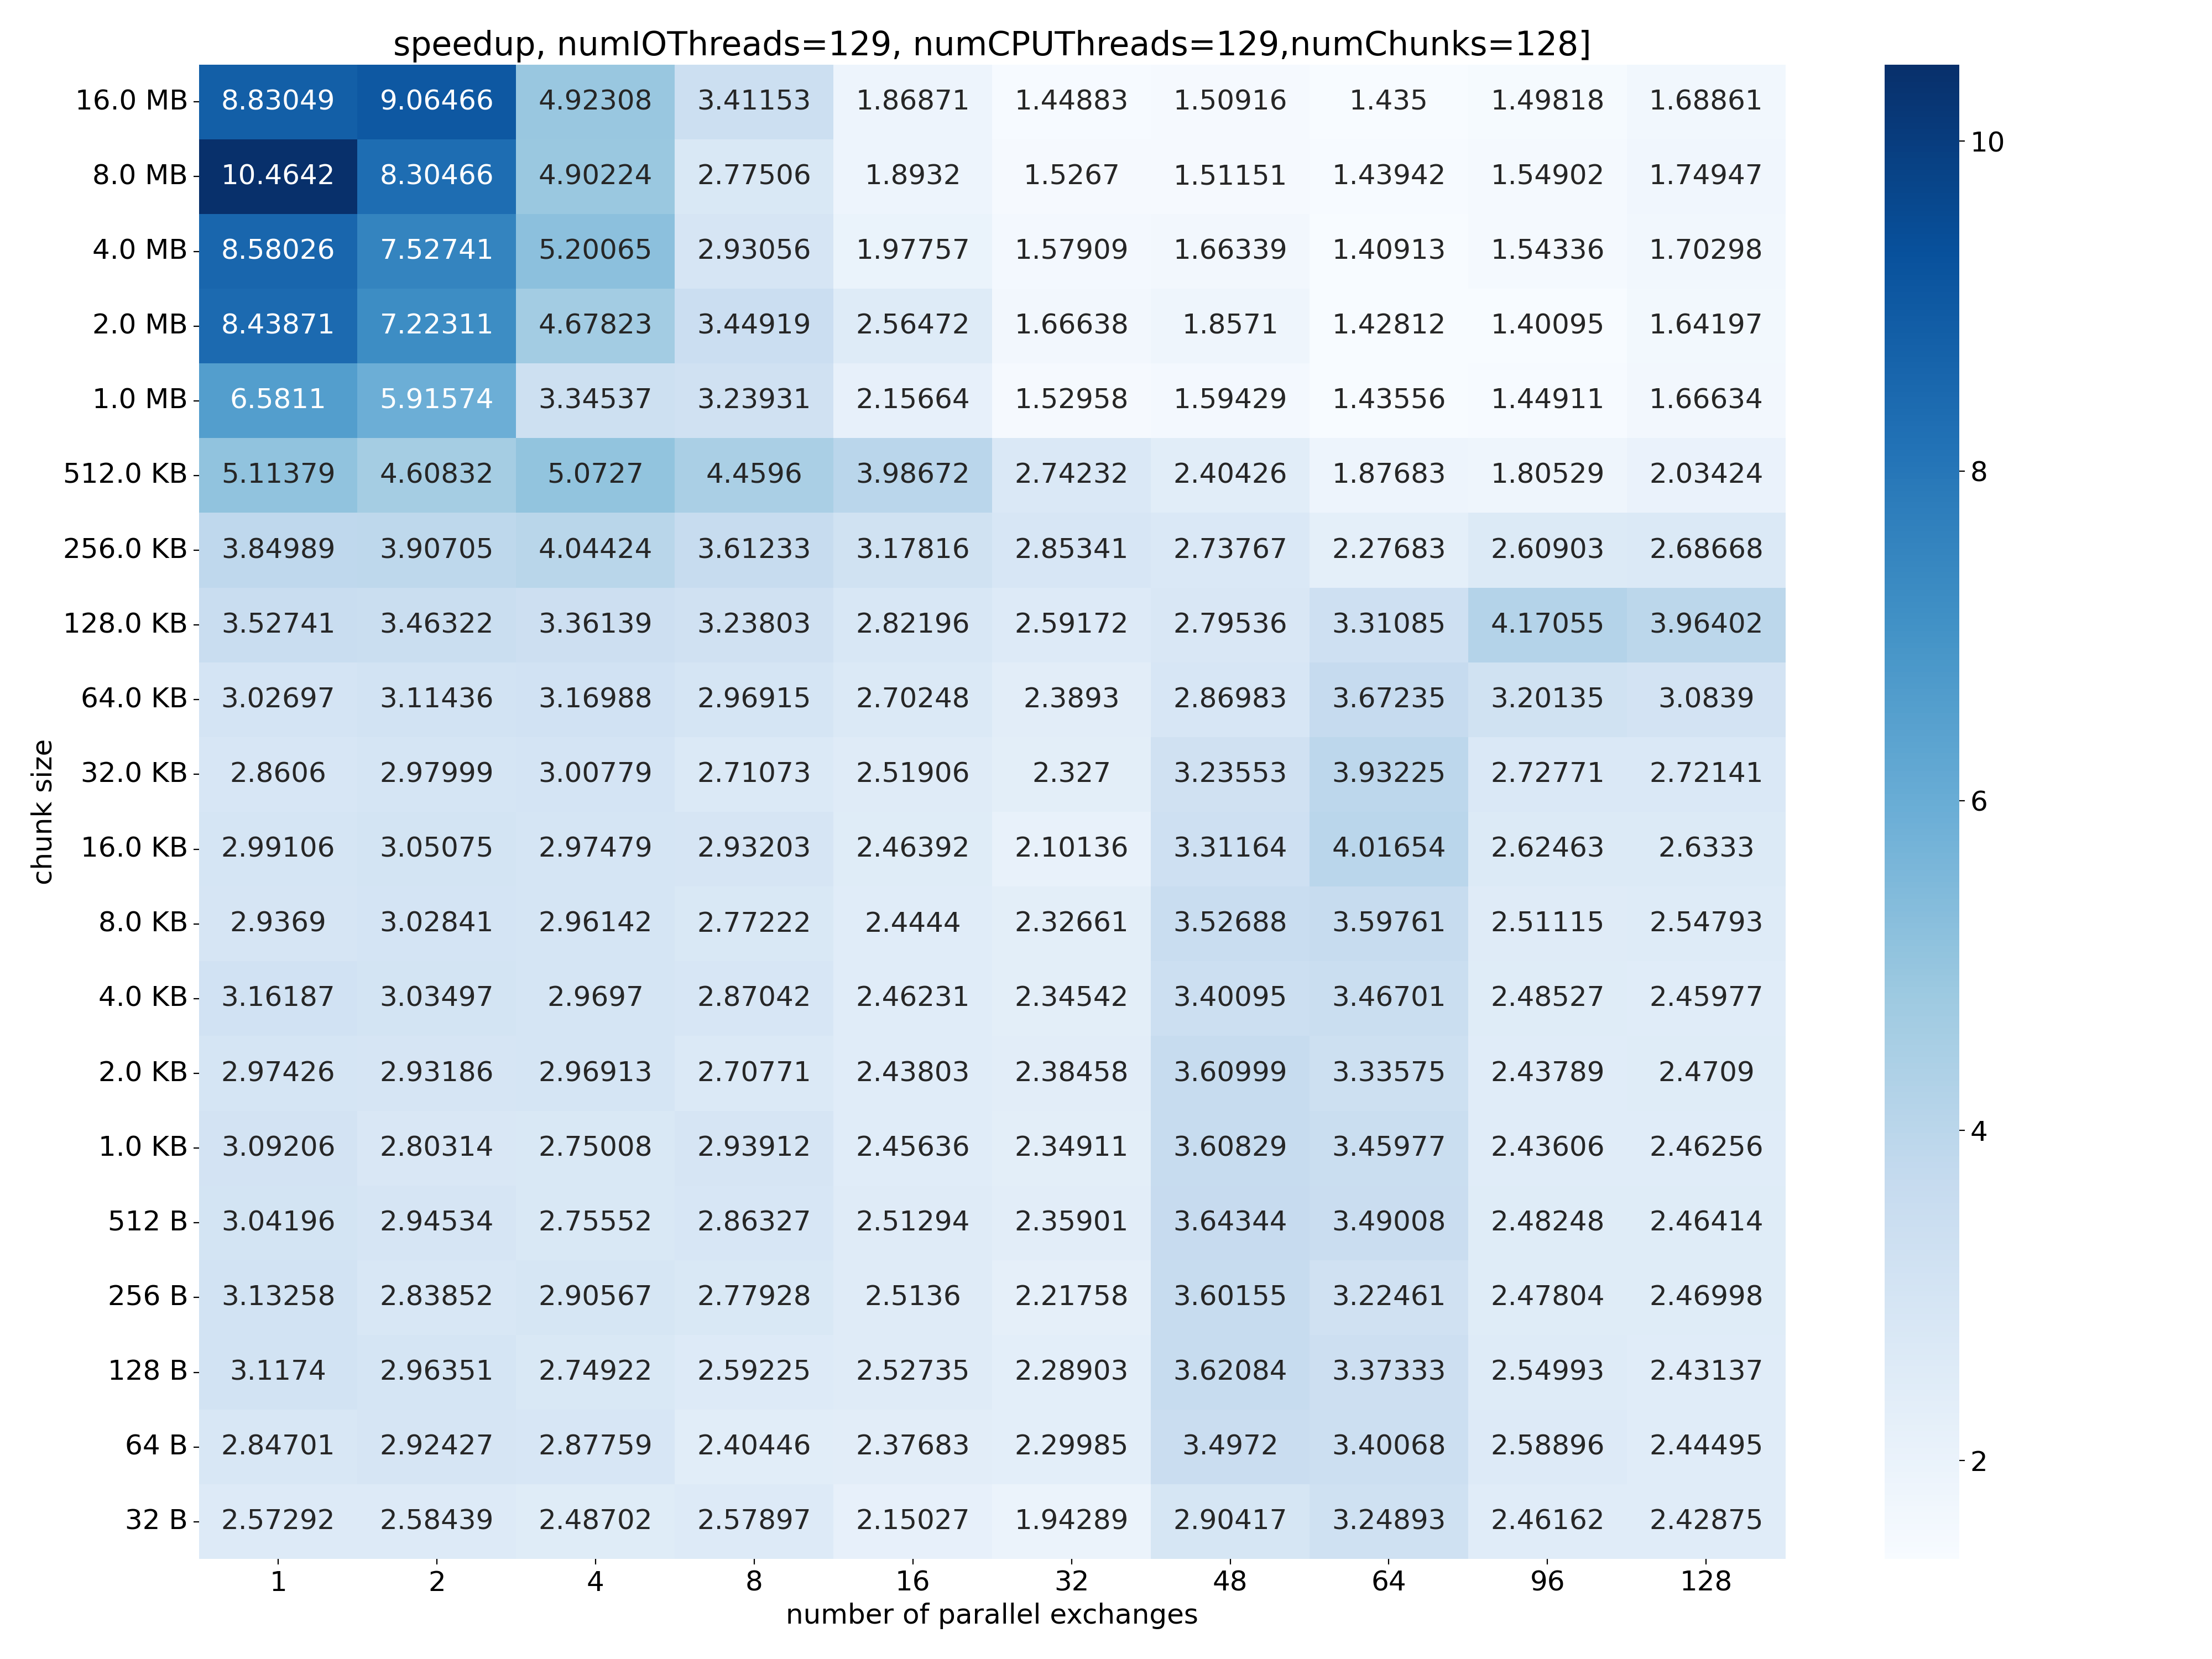 speedup, numIOThreads=129, numCPUThreads=129,numChunks=128]
16.0 MB 8.83049 9.06466 4.92308 3.41153 1.86871 1.44883 1.50916 1.435 1.49818 1.68861
8.0 MB 10.4642 8.30466 4.90224 2.77506 1.8932 1.5267 1.51151 1.43942 1.54902 1.74947
4.0 MB 8.58026 7.52741 5.20065 2.93056 1.97757 1.57909 1.66339 1.40913 1.54336 1.70298
2.0 MB 8.43871 7.22311 4.67823 3.44919 2.56472 1.66638 1.8571 1.42812 1.40095 1.64197
1.0 MB 6.5811 5.91574 3.34537 3.23931 2.15664 1.52958 1.59429 1.43556 1.44911 1.66634
512.0 KB 5.11379 4.60832 5.0727 4.4596 3.98672 2.74232 2.40426 1.87683 1.80529 2.03424
256.0 KB 3.84989 3.90705 4.04424 3.61233 3.17816 2.85341 2.73767 2.27683 2.60903 2.68668
128.0 KB 3.52741 3.46322 3.36139 3.23803 2.82196 2.59172 2.79536 3.31085 4.17055 3.96402
64.0 KB 3.02697 3.11436 3.16988 2.96915 2.70248 2.3893 2.86983 3.67235 3.20135 3.0839
32.0 KB 2.8606 2.97999 3.00779 2.71073 2.51906 2.327 3.23553 3.93225 2.72771 2.72141
16.0 KB 2.99106 3.05075 2.97479 2.93203 2.46392 2.10136 3.31164 4.01654 2.62463 2.6333
8.0 KB 2.9369 3.02841 2.96142 2.77222 2.4444 2.32661 3.52688 3.59761 2.51115 2.54793
4.0 KB 3.16187 3.03497 2.9697 2.87042 2.46231 2.34542 3.40095 3.46701 2.48527 2.45977
2.0 KB 2.97426 2.93186 2.96913 2.70771 2.43803 2.38458 3.60999 3.33575 2.43789 2.4709
1.0 KB 3.09206 2.80314 2.75008 2.93912 2.45636 2.34911 3.60829 3.45977 2.43606 2.46256
512 B 3.04196 2.94534 2.75552 2.86327 2.51294 2.35901 3.64344 3.49008 2.48248 2.46414
256 B 3.13258 2.83852 2.90567 2.77928 2.5136 2.21758 3.60155 3.22461 2.47804 2.46998
128 B 3.1174 2.96351 2.74922 2.59225 2.52735 2.28903 3.62084 3.37333 2.54993 2.43137
64 B 2.84701 2.92427 2.87759 2.40446 2.37683 2.29985 3.4972 3.40068 2.58896 2.44495
32 B 2.57292 2.58439 2.48702 2.57897 2.15027 1.94289 2.90417 3.24893 2.46162 2.42875
1 2 4 8 16 32 48 64 96 128
number of parallel exchanges
chunk size
10
8
6
4
2